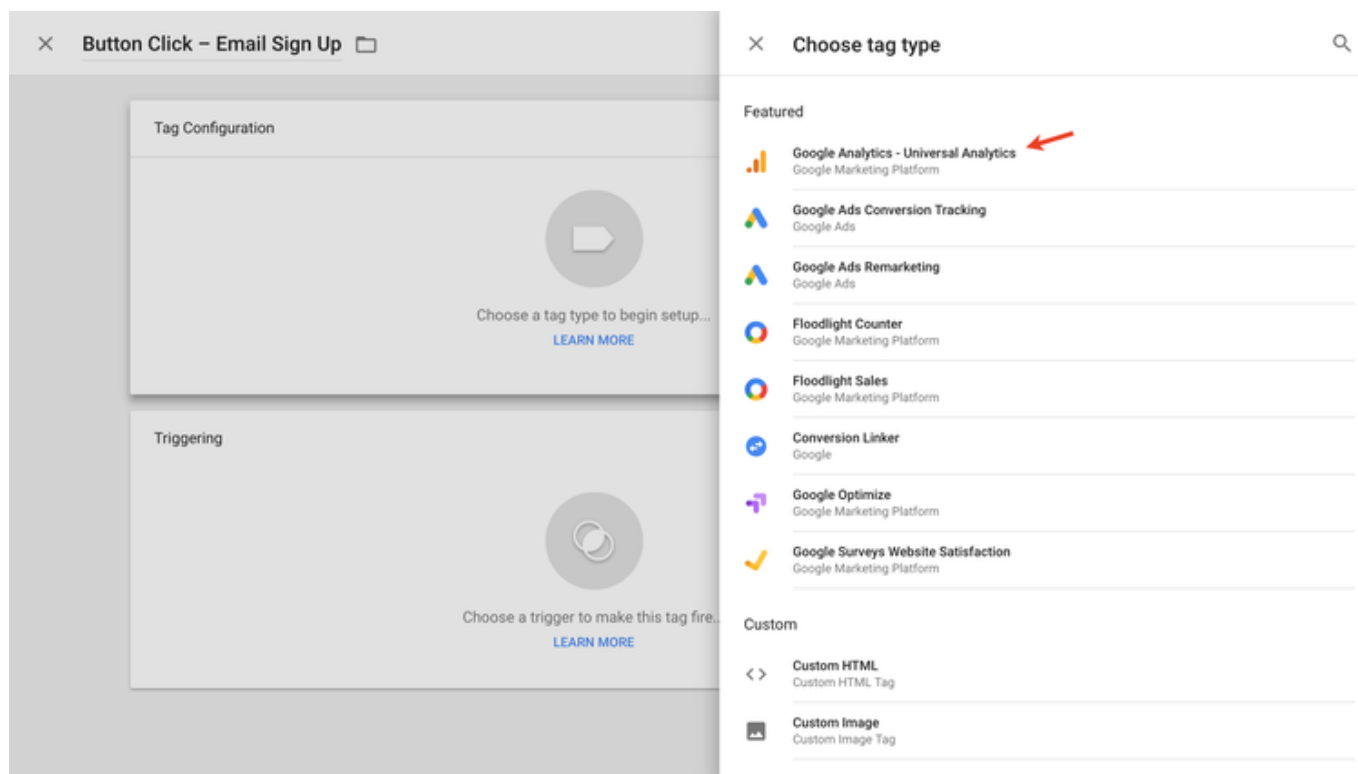 Button Click – Email Sign Up
Tag Configuration
Choose a tag type to begin setup...
LEARN MORE
Triggering
Choose a trigger to make this tag fire..
LEARN MORE
Choose tag type
Featured
Google Analytics - Universal Analytics
Google Marketing Platform
Google Ads Conversion Tracking
Google Ads
Google Ads Remarketing
Google Ads
Floodlight Counter
Google Marketing Platform
Floodlight Sales
Google Marketing Platform
Conversion Linker
Google
Google Optimize
Google Marketing Platform
Google Surveys Website Satisfaction
Google Marketing Platform
Custom
Custom HTML
Custom HTML Tag
Custom Image
Custom Image Tag